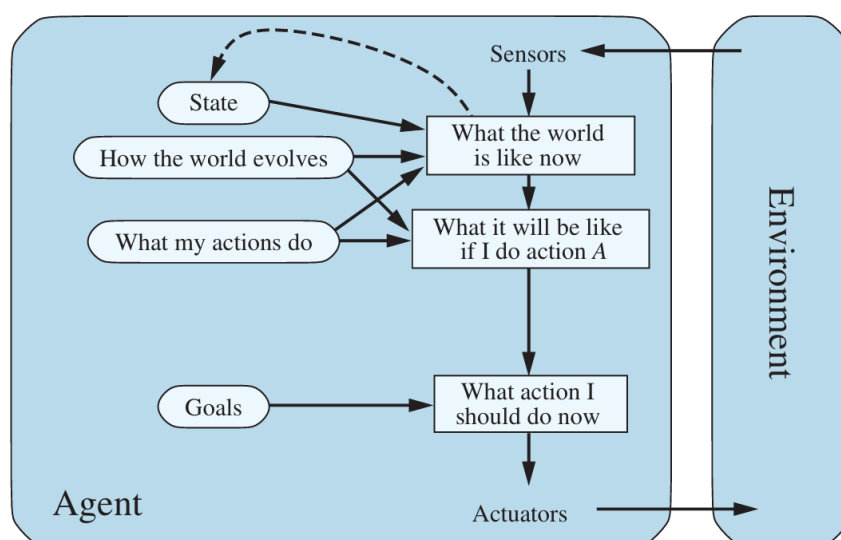 Sensors
State
What the world
is like now
How the world evolves
What my actions do
What it will be like
if I do action A
Environment
Goals
What action I
should do now
Agent
Actuators